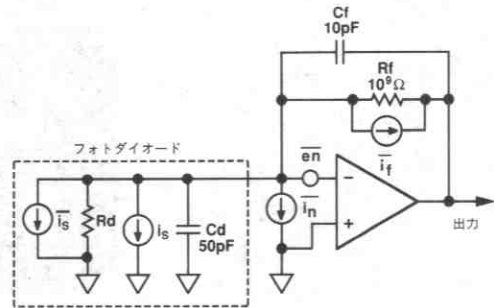 Cf
10pF
Rf
10⁹Ω
フォトダイオード
en
−
if
is
Rd
is
Cd
50pF
in
+
出力